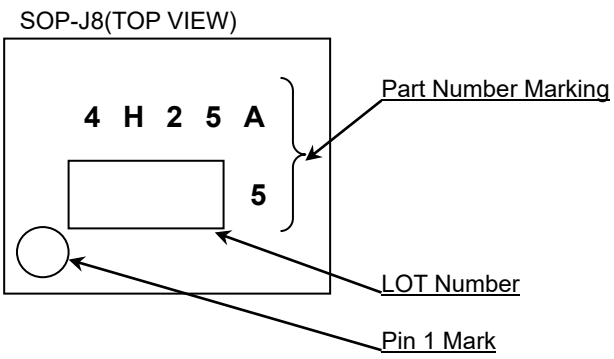 SOP-J8(TOP VIEW)
Part Number Marking
4 H 2 5 A
5
LOT Number
Pin 1 Mark